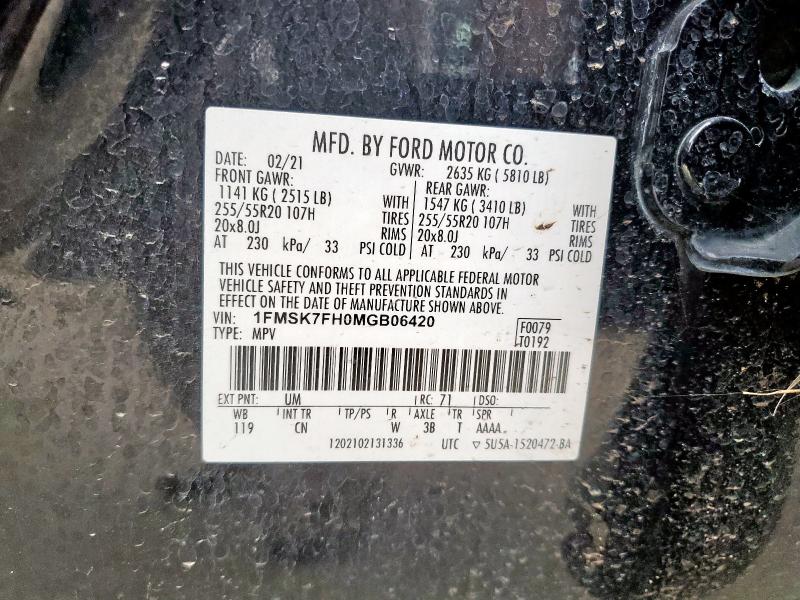 MFD. BY FORD MOTOR CO.
DATE: 02/21 GVWR: 2635 KG ( 5810 LB)
FRONT GAWR: REAR GAWR:
1141 KG ( 2515 LB) WITH 1547 KG ( 3410 LB) WITH
255/55R20 107H TIRES 255/55R20 107H TIRES
20x8.0J RIMS 20x8.0J RIMS
AT 230 kPa/ 33 PSI COLD AT 230 kPa/ 33 PSI COLD
THIS VEHICLE CONFORMS TO ALL APPLICABLE FEDERAL MOTOR
VEHICLE SAFETY AND THEFT PREVENTION STANDARDS IN
EFFECT ON THE DATE OF MANUFACTURE SHOWN ABOVE.
VIN: 1FMSK7FH0MGB06420 F0079
TYPE: MPV T0192
EXT PNT: UM RC: 71 DSO:
WB INT TR TP/PS R AXLE TR SPR
119 CN W 3B T AAAA
1202102131336 UTC ▽ 5U5A-1520472-BA